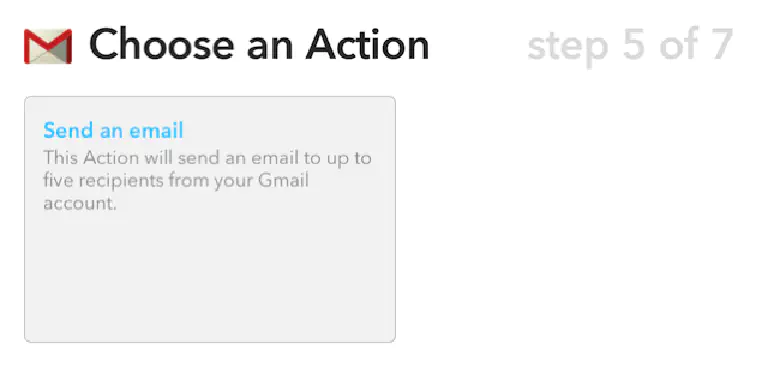 Choose an Action
step 5 of 7
Send an email
This Action will send an email to up to
five recipients from your Gmail
account.